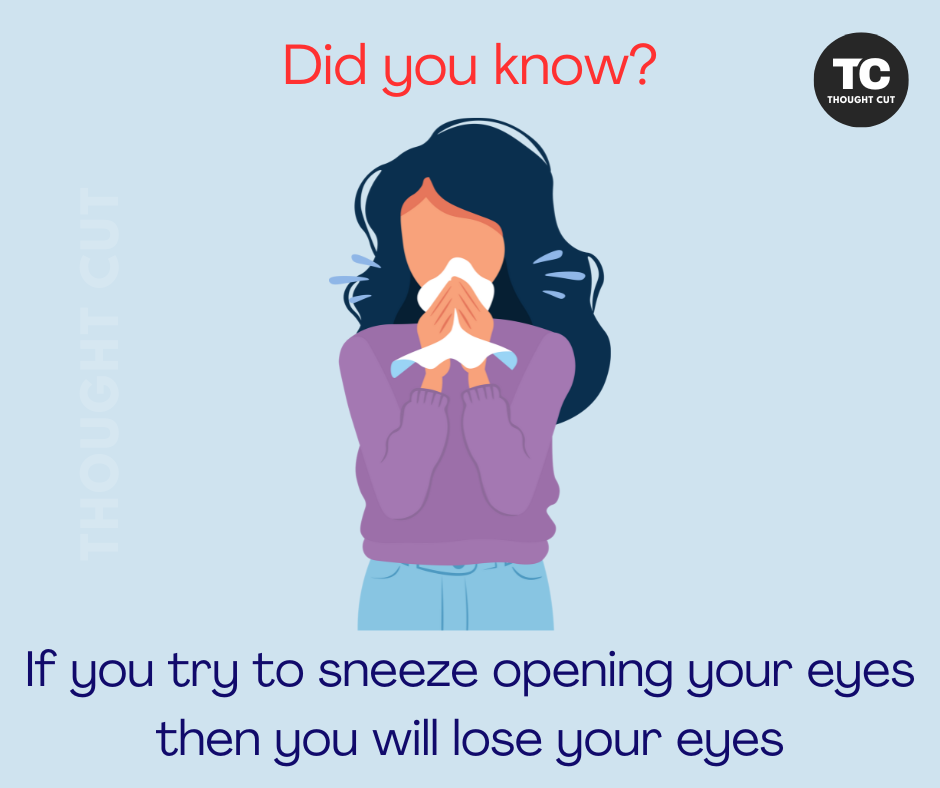 Did you know?
TC
THOUGHT CUT
THOUGHT CUT
If you try to sneeze opening your eyes
then you will lose your eyes